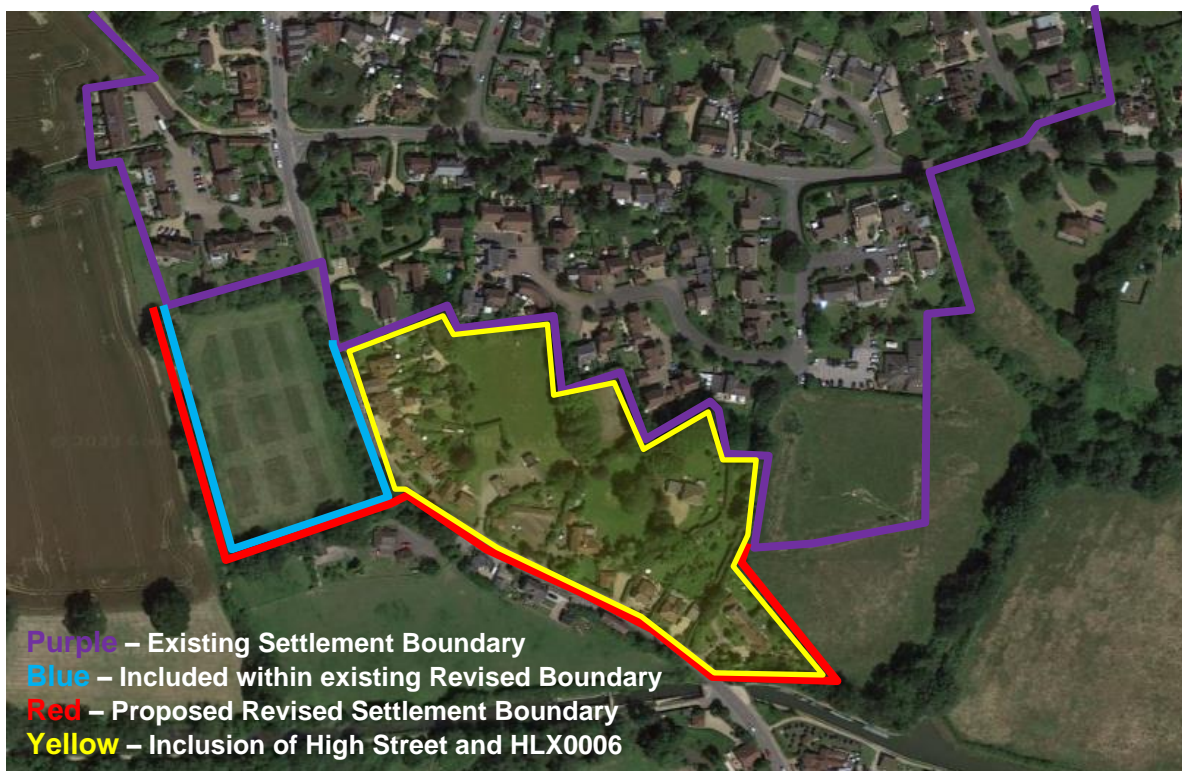 Purple – Existing Settlement Boundary
Blue – Included within existing Revised Boundary
Red – Proposed Revised Settlement Boundary
Yellow – Inclusion of High Street and HLX0006